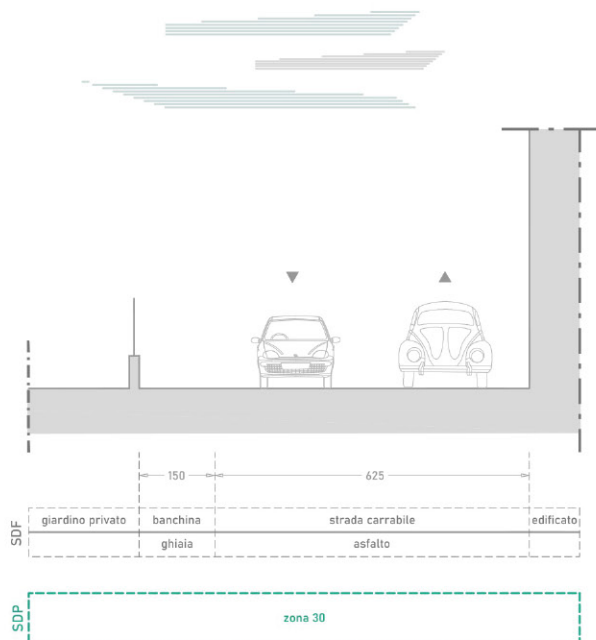 150 625
SDF
giardino privato banchina strada carrabile edificato
ghiaia asfalto
SDP
zona 30